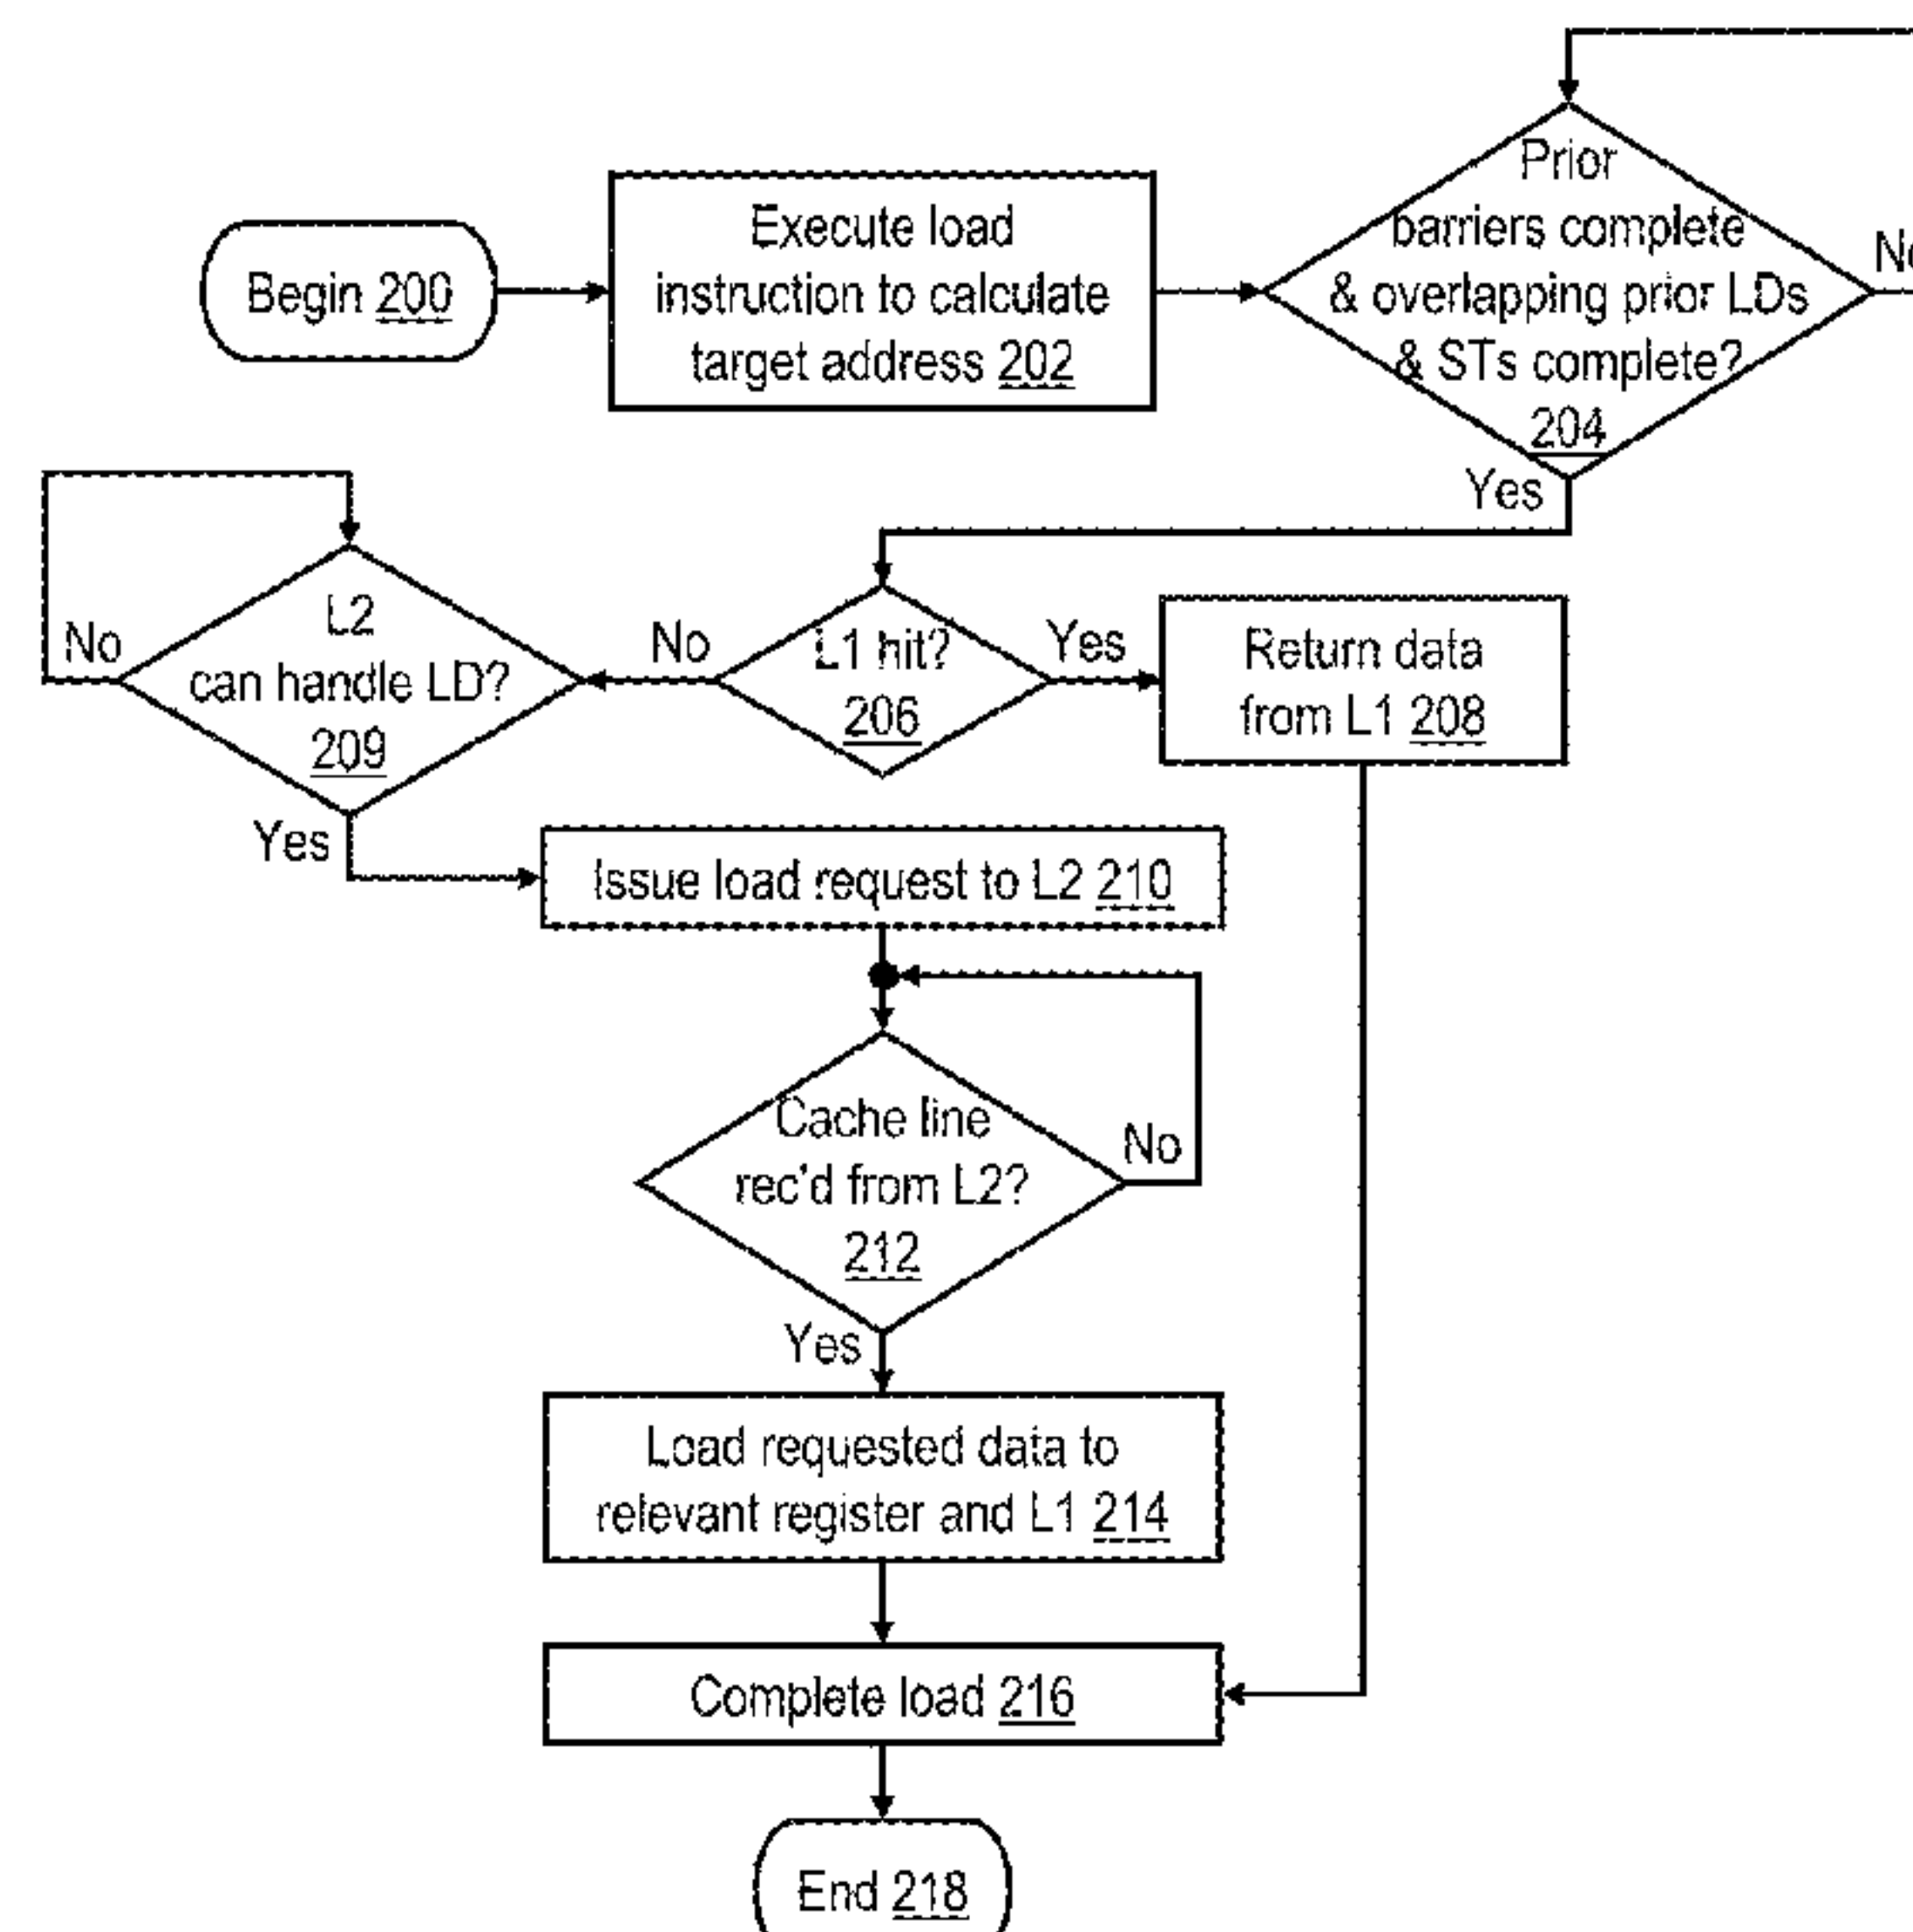 Begin 200
Execute load
instruction to calculate
target address 202
Prior
barriers complete
& overlapping prior LDs
& STs complete?
204
No
Yes
L2
can handle LD?
209
No
Yes
No
L1 hit?
206
Yes
Return data
from L1 208
Issue load request to L2 210
Cache line
rec'd from L2?
212
No
Yes
Load requested data to
relevant register and L1 214
Complete load 216
End 218